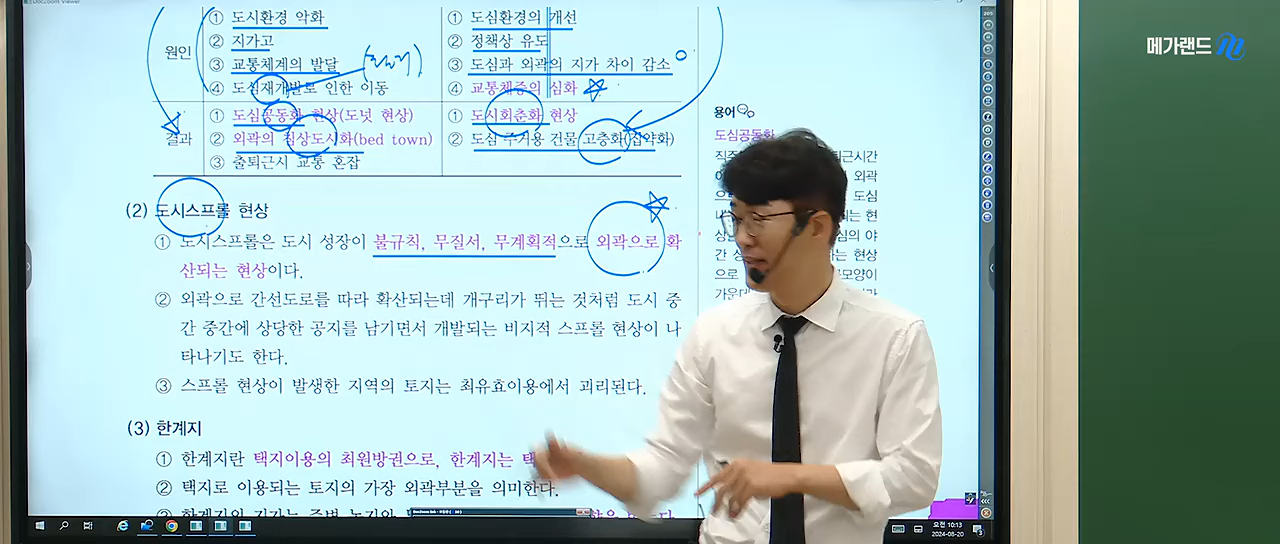 DocZoom Viewer
메가랜드
원인
① 도시환경 악화
② 지가고
③ 교통체계의 발달
④ 도심재개발로 인한 이동
① 도심환경의 개선
② 정책상 유도
③ 도심과 외곽의 지가 차이 감소
④ 교통체증의 심화
결과
① 도심공동화 현상(도넛 현상)
② 외곽의 침상도시화(bed town)
③ 출퇴근시 교통 혼잡
① 도시회춘화 현상
② 도심 주거용 건물 고층화(집약화)
(2) 도시스프롤 현상
① 도시스프롤은 도시 성장이 불규칙, 무질서, 무계획적으로 외곽으로 확
산되는 현상이다.
② 외곽으로 간선도로를 따라 확산되는데 개구리가 뛰는 것처럼 도시 중
간 중간에 상당한 공지를 남기면서 개발되는 비지적 스프롤 현상이 나
타나기도 한다.
③ 스프롤 현상이 발생한 지역의 토지는 최유효이용에서 괴리된다.
(3) 한계지
① 한계지란 택지이용의 최원방권으로, 한계지는 택
② 택지로 이용되는 토지의 가장 외곽부분을 의미한다.
용어
도심공동화
오전 10:13
2024-08-20